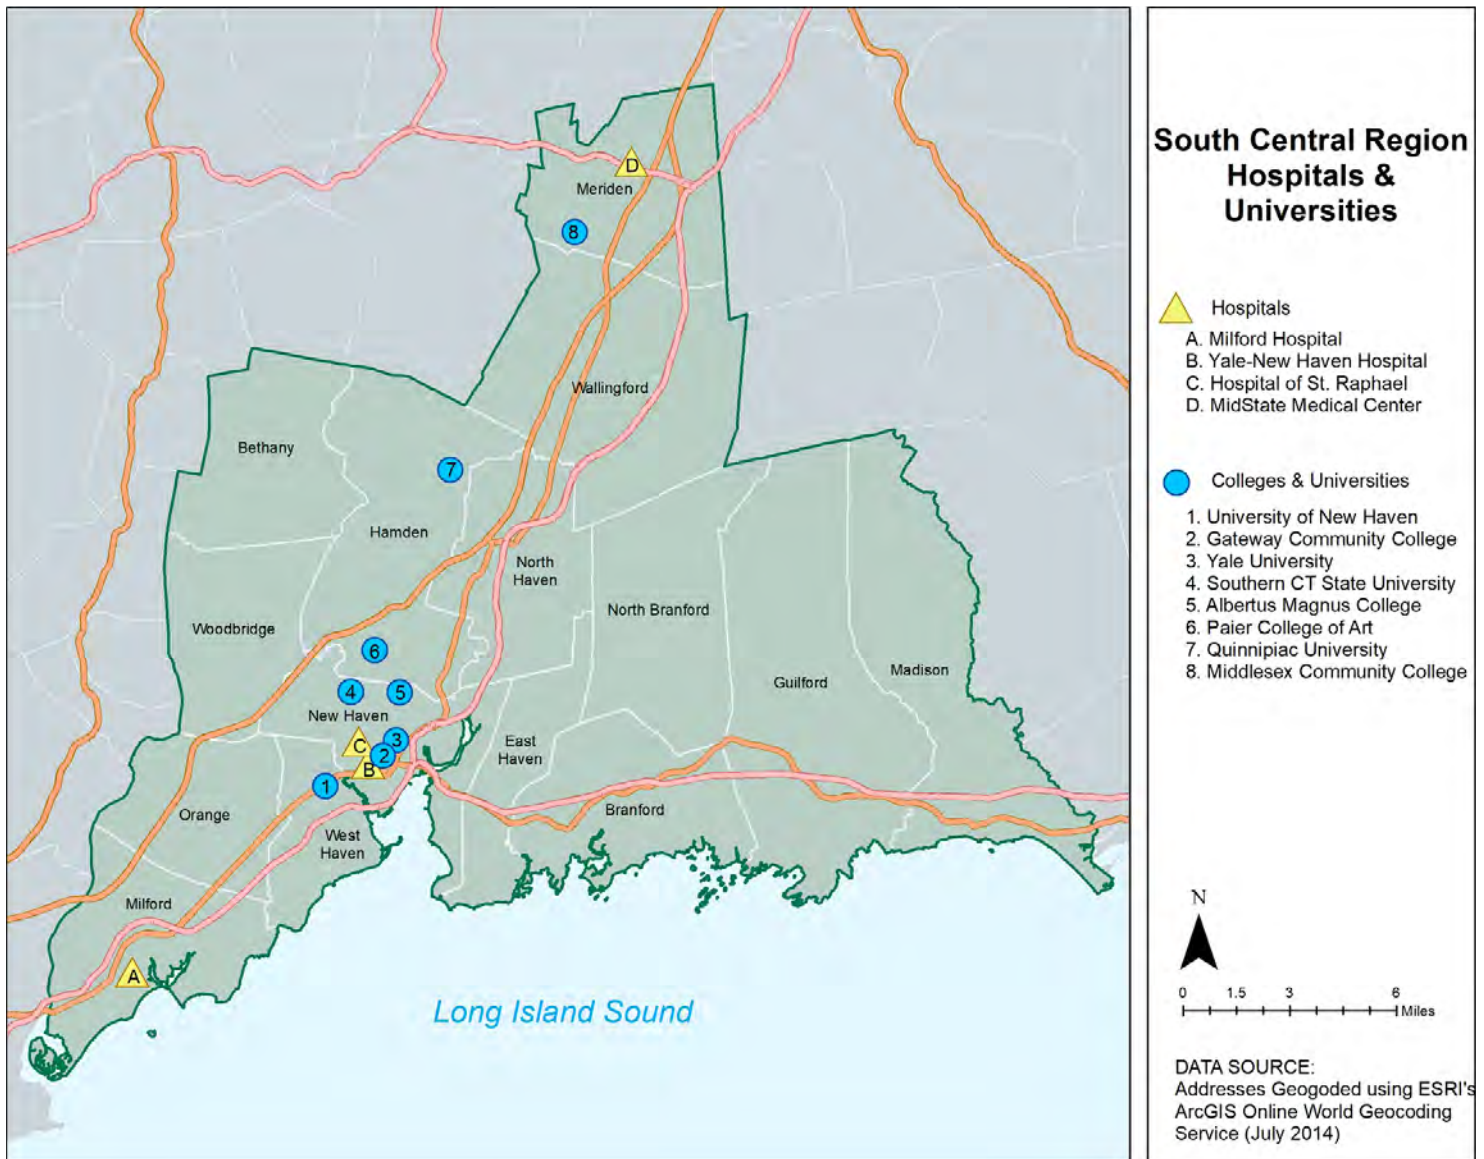 South Central Region
Hospitals &
Universities
Hospitals
A. Milford Hospital
B. Yale-New Haven Hospital
C. Hospital of St. Raphael
D. MidState Medical Center
Colleges & Universities
1. University of New Haven
2. Gateway Community College
3. Yale University
4. Southern CT State University
5. Albertus Magnus College
6. Paier College of Art
7. Quinnipiac University
8. Middlesex Community College
N
0 1.5 3 6
Miles
DATA SOURCE:
Addresses Geogoded using ESRI's
ArcGIS Online World Geocoding
Service (July 2014)
D
Meriden
8
Wallingford
Bethany
7
Hamden
North
Haven
North Branford
Woodbridge
6
Madison
Guilford
4
5
New Haven
C
3
2
B
East
Haven
1
Orange
Branford
West
Haven
Milford
A
Long Island Sound